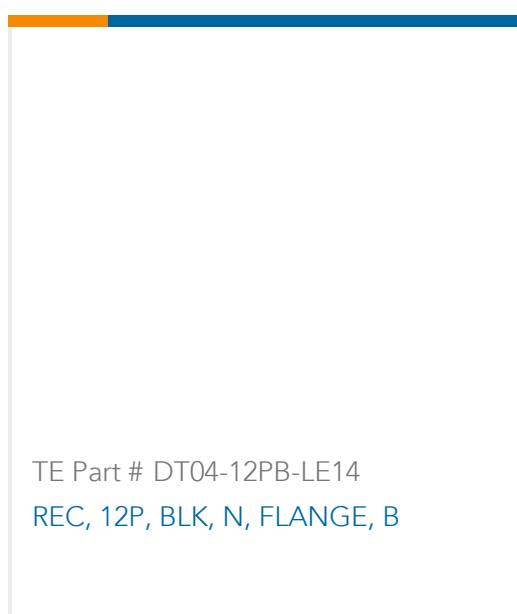 TE Part # DT04-12PB-LE14
REC, 12P, BLK, N, FLANGE, B